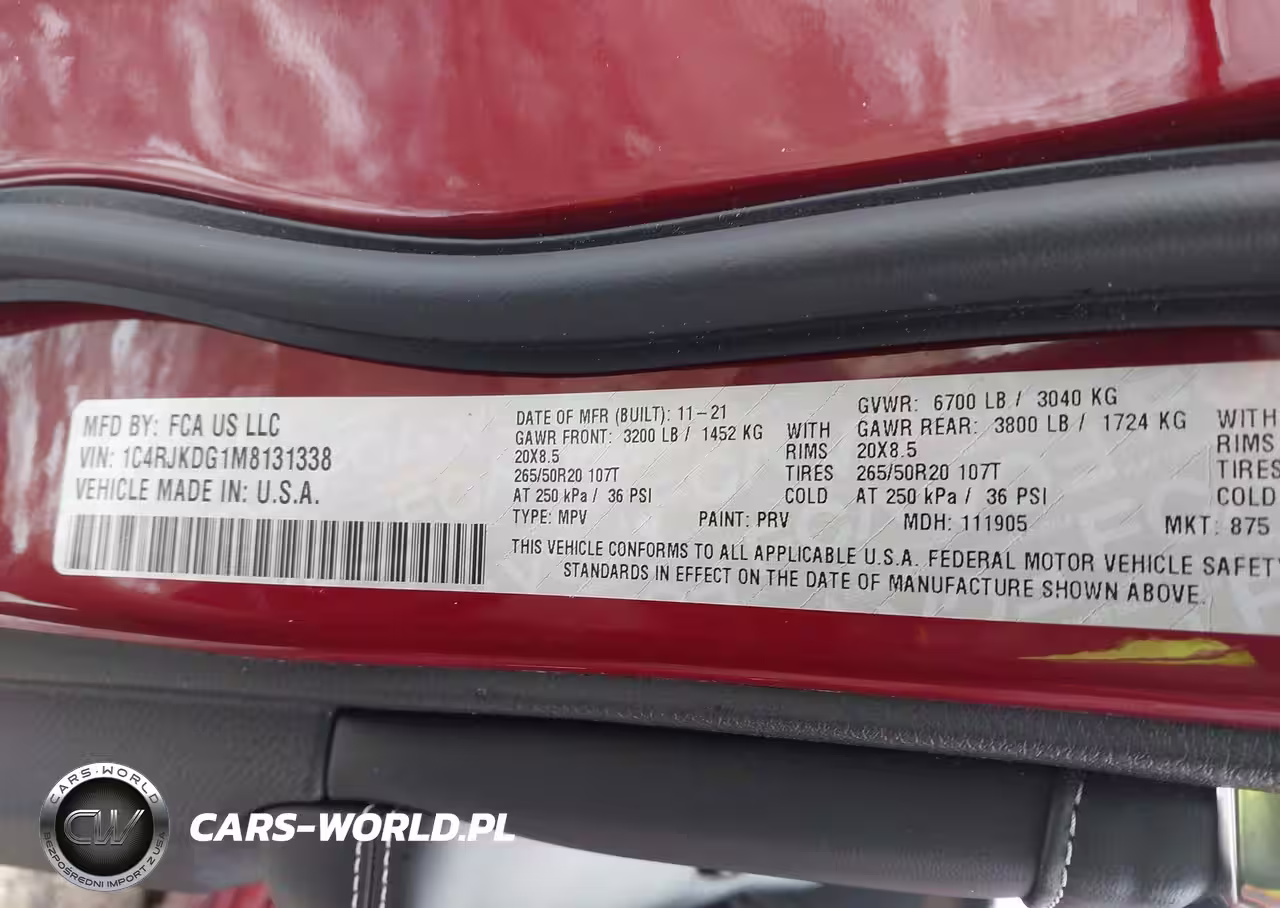 MFD BY: FCA US LLC
VIN: 1C4RJKDG1M8131338
VEHICLE MADE IN: U.S.A.
DATE OF MFR (BUILT): 11-21
GVWR: 6700 LB / 3040 KG
GAWR FRONT: 3200 LB / 1452 KG WITH GAWR REAR: 3800 LB / 1724 KG WITH
20X8.5 RIMS 20X8.5 RIMS
265/50R20 107T TIRES 265/50R20 107T TIRES
AT 250 kPa / 36 PSI COLD AT 250 kPa / 36 PSI COLD
TYPE: MPV PAINT: PRV MDH: 111905 MKT: 875
THIS VEHICLE CONFORMS TO ALL APPLICABLE U.S.A. FEDERAL MOTOR VEHICLE SAFETY
STANDARDS IN EFFECT ON THE DATE OF MANUFACTURE SHOWN ABOVE.
CARS-WORLD
CW
BEZPOŚREDNI IMPORT Z USA
CARS-WORLD.PL